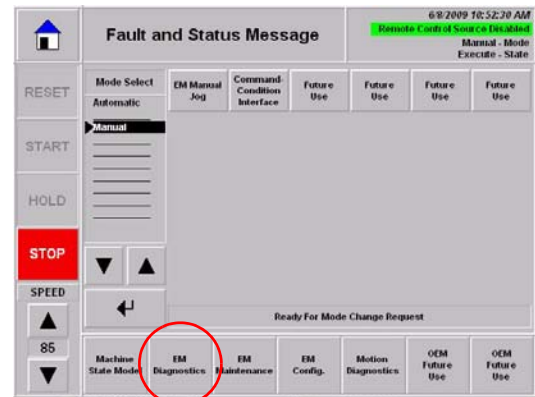 Fault and Status Message
6/8/2009 10:52:20 AM
Remote Control Source Disabled
Manual - Mode
Execute - State
RESET
START
HOLD
STOP
SPEED
85
Mode Select
Automatic
Manual
EM Manual
Jog
Command-
Condition
Interface
Future
Use
Future
Use
Future
Use
Future
Use
Ready For Mode Change Request
Machine
State Model
EM
Diagnostics
EM
Maintenance
EM
Config.
Motion
Diagnostics
OEM
Future
Use
OEM
Future
Use